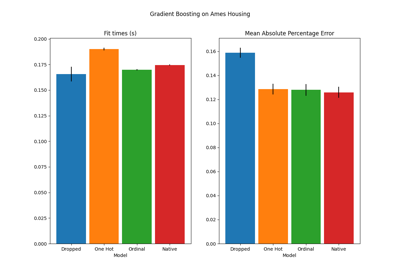 Gradient Boosting on Ames Housing
Fit times (s)
0.200
0.175
0.150
0.125
0.100
0.075
0.050
0.025
0.000
Dropped One Hot Ordinal Native
Model
Mean Absolute Percentage Error
0.16
0.14
0.12
0.10
0.08
0.06
0.04
0.02
0.00
Dropped One Hot Ordinal Native
Model